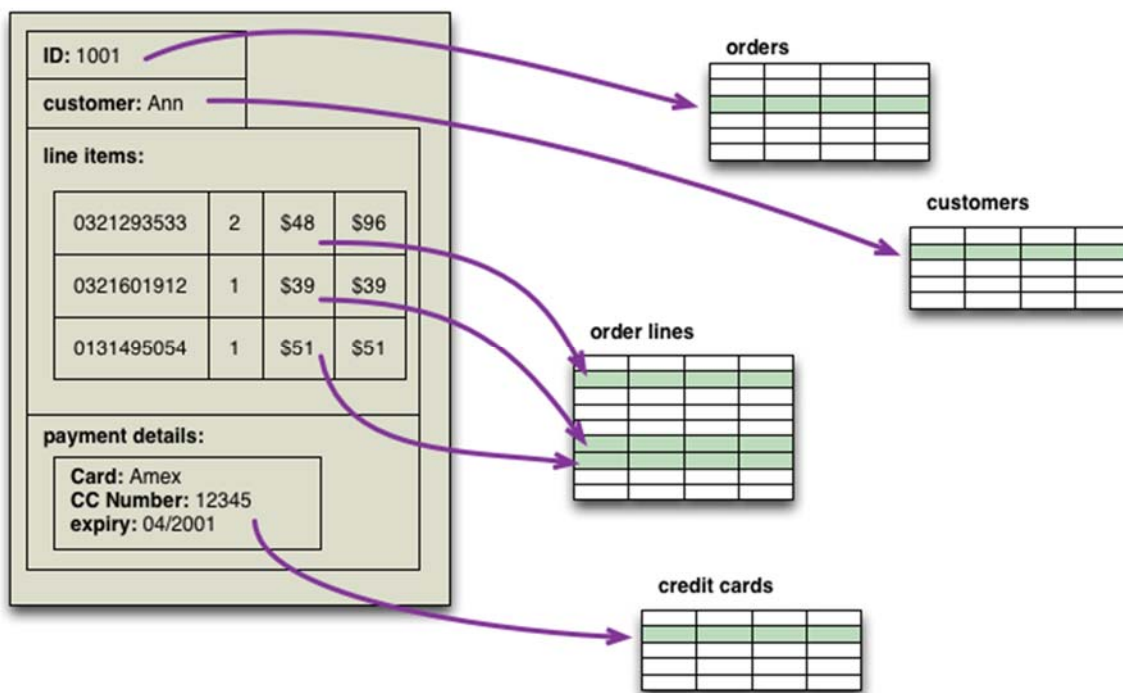 ID: 1001
customer: Ann
line items:
0321293533 2 $48 $96
0321601912 1 $39 $39
0131495054 1 $51 $51
payment details:
Card: Amex
CC Number: 12345
expiry: 04/2001
orders
customers
order lines
credit cards